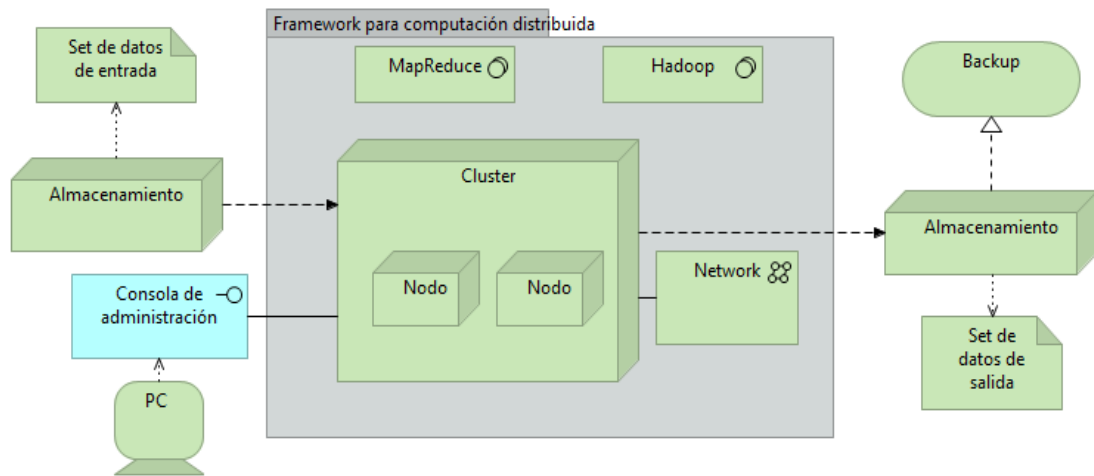 Framework para computación distribuida
Set de datos
de entrada
MapReduce
Hadoop
Backup
Almacenamiento
Cluster
Nodo
Nodo
Almacenamiento
Network
Consola de
administración
PC
Set de
datos de
salida